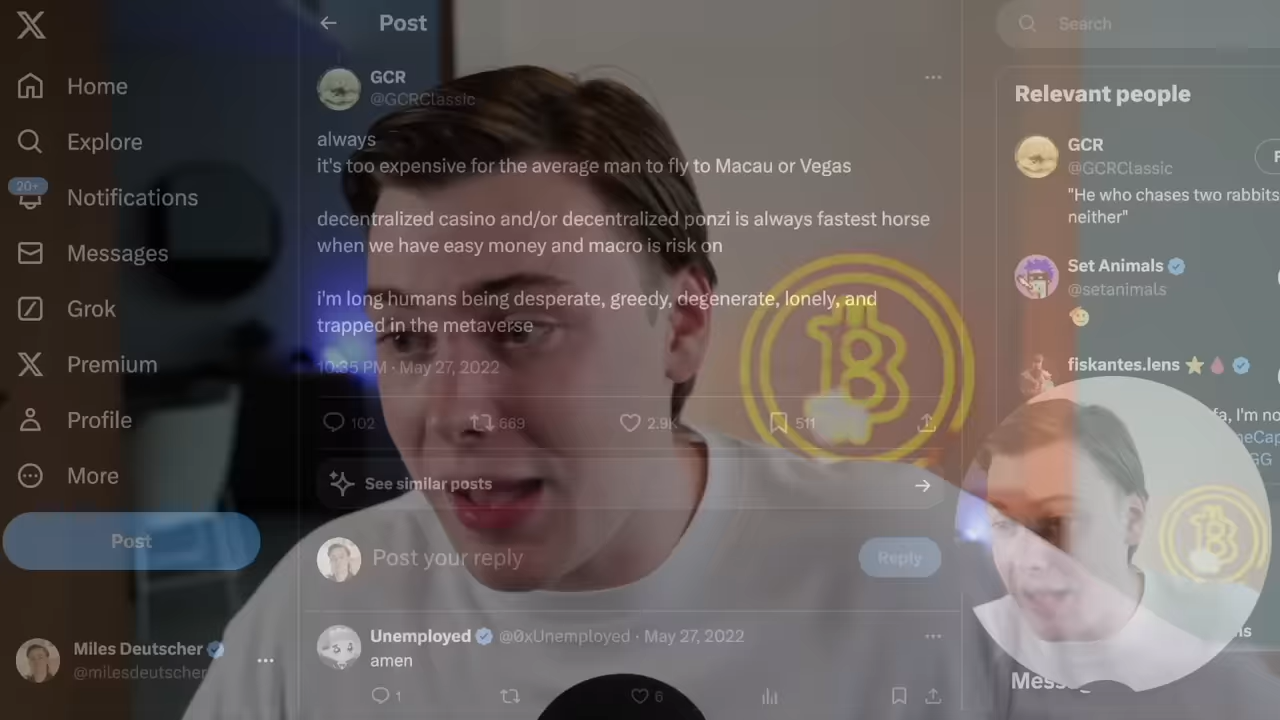 Post
Search
Home
Explore
20+
Notifications
Messages
Grok
Premium
Profile
More
Post
Miles Deutscher
@milesdeutscher
GCR
@GCRClassic
always
it's too expensive for the average man to fly to Macau or Vegas
decentralized casino and/or decentralized ponzi is always fastest horse
when we have easy money and macro is risk on
i'm long humans being desperate, greedy, degenerate, lonely, and
trapped in the metaverse
10:35 PM · May 27, 2022
102
669
2.9K
511
See similar posts
Post your reply
Reply
Unemployed @0xUnemployed · May 27, 2022
amen
1
6
Relevant people
GCR
@GCRClassic
"He who chases two rabbits
neither"
Set Animals
@setanimals
fiskantes.lens
I'm no